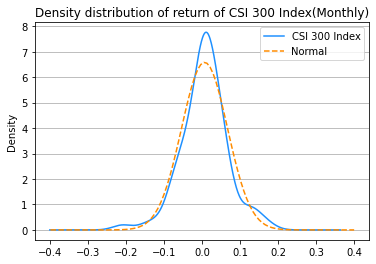 Density distribution of return of CSI 300 Index(Monthly)
CSI 300 Index
Normal
Density
8
7
6
5
4
3
2
1
0
−0.4 −0.3 −0.2 −0.1 0.0 0.1 0.2 0.3 0.4